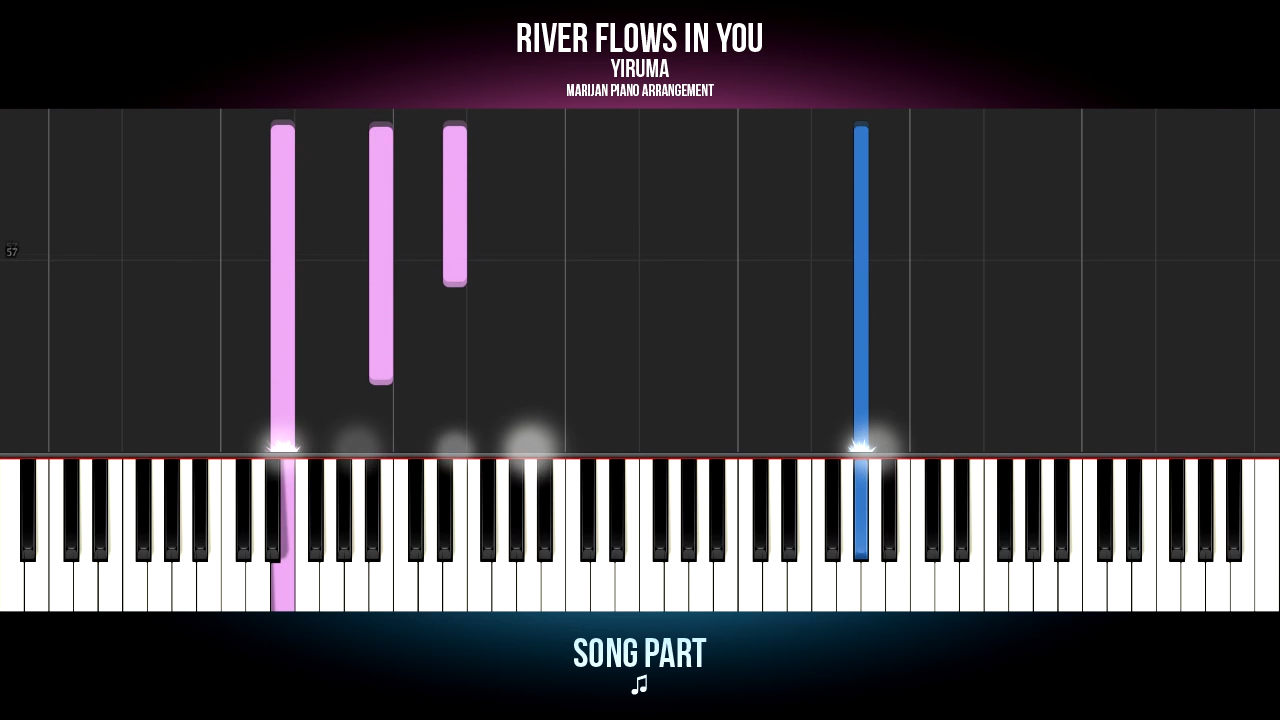 RIVER FLOWS IN YOU
YIRUMA
MARIJAN PIANO ARRANGEMENT
57
SONG PART